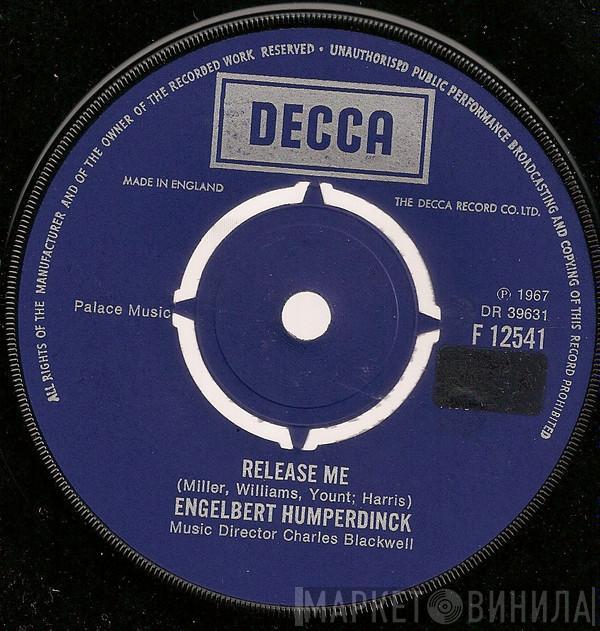 ALL RIGHTS OF THE MANUFACTURER AND OF THE OWNER OF THE RECORDED WORK RESERVED • UNAUTHORISED PUBLIC PERFORMANCE BROADCASTING AND COPYING OF THIS RECORD PROHIBITED
DECCA
MADE IN ENGLAND
THE DECCA RECORD CO. LTD.
Palace Music
℗ 1967
DR 39631
F 12541
RELEASE ME
(Miller, Williams, Yount; Harris)
ENGELBERT HUMPERDINCK
Music Director Charles Blackwell
МАРКЕТ ВИНИЛА